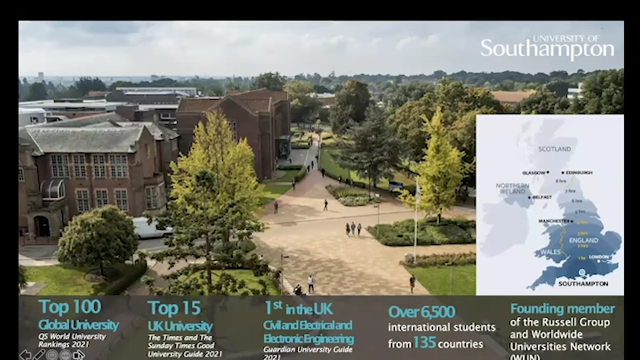 UNIVERSITY OF
Southampton
SCOTLAND
GLASGOW
EDINBURGH
NORTHERN
IRELAND
BELFAST
MANCHESTER
ENGLAND
WALES
LONDON
SOUTHAMPTON
Top 100
Global University
QS World University
Rankings 2021
Top 15
UK University
The Times and The
Sunday Times Good
University Guide 2021
1st in the UK
Civil and Electrical and
Electronic Engineering
Guardian University Guide
2021
Over 6,500
international students
from 135 countries
Founding member
of the Russell Group
and Worldwide
Universities Network
(WUN)